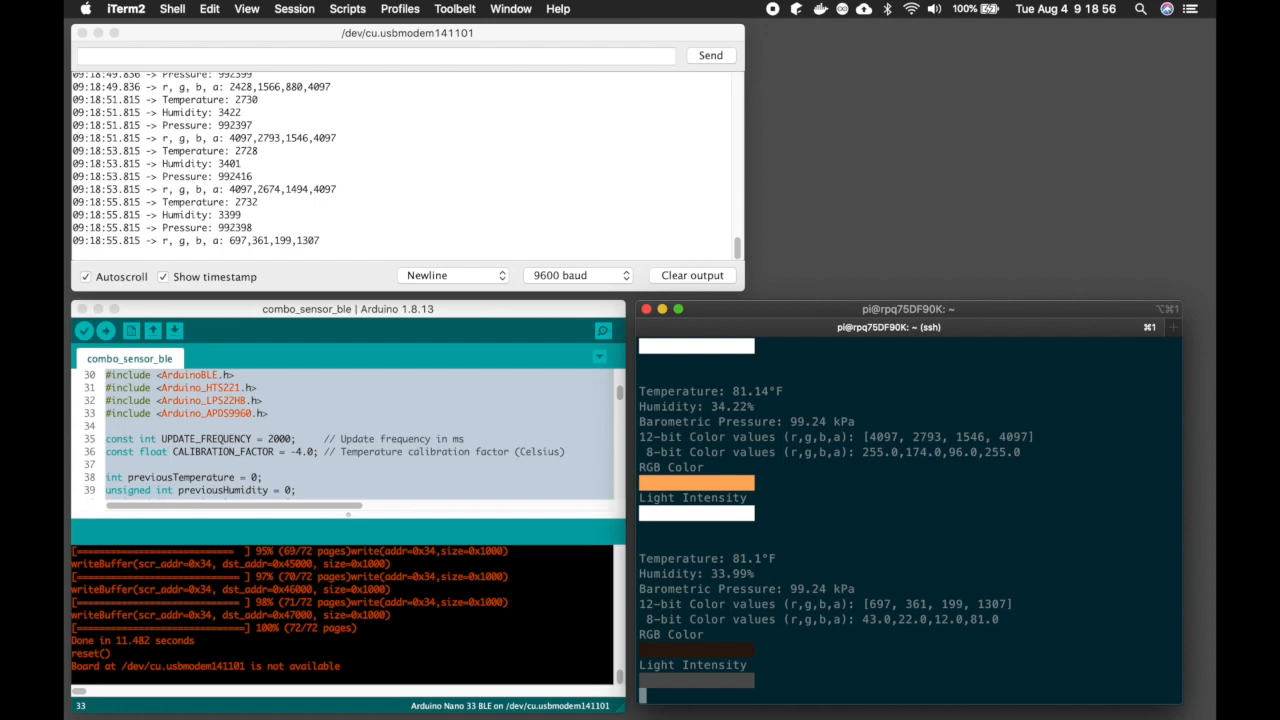 iTerm2 Shell Edit View Session Scripts Profiles Toolbelt Window Help 100% Tue Aug 4 9 18 56
/dev/cu.usbmodem141101
Send
09:18:49.836 -> Pressure: 992399
09:18:49.836 -> r, g, b, a: 2428,1566,880,4097
09:18:51.815 -> Temperature: 2730
09:18:51.815 -> Humidity: 3422
09:18:51.815 -> Pressure: 992397
09:18:51.815 -> r, g, b, a: 4097,2793,1546,4097
09:18:53.815 -> Temperature: 2728
09:18:53.815 -> Humidity: 3401
09:18:53.815 -> Pressure: 992416
09:18:53.815 -> r, g, b, a: 4097,2674,1494,4097
09:18:55.815 -> Temperature: 2732
09:18:55.815 -> Humidity: 3399
09:18:55.815 -> Pressure: 992398
09:18:55.815 -> r, g, b, a: 697,361,199,1307
Autoscroll Show timestamp Newline 9600 baud Clear output
combo_sensor_ble | Arduino 1.8.13
combo_sensor_ble
30 #include <ArduinoBLE.h>
31 #include <Arduino_HTS221.h>
32 #include <Arduino_LPS22HB.h>
33 #include <Arduino_APDS9960.h>
34
35 const int UPDATE_FREQUENCY = 2000; // Update frequency in ms
36 const float CALIBRATION_FACTOR = -4.0; // Temperature calibration factor (Celsius)
37
38 int previousTemperature = 0;
39 unsigned int previousHumidity = 0;
[============================ ] 95% (69/72 pages)write(addr=0x34,size=0x1000)
writeBuffer(scr_addr=0x34, dst_addr=0x45000, size=0x1000)
[============================= ] 97% (70/72 pages)write(addr=0x34,size=0x1000)
writeBuffer(scr_addr=0x34, dst_addr=0x46000, size=0x1000)
[============================= ] 98% (71/72 pages)write(addr=0x34,size=0x1000)
writeBuffer(scr_addr=0x34, dst_addr=0x47000, size=0x1000)
[==============================] 100% (72/72 pages)
Done in 11.482 seconds
reset()
Board at /dev/cu.usbmodem141101 is not available
33 Arduino Nano 33 BLE on /dev/cu.usbmodem141101
pi@rpq75DF90K: ~ ⌥⌘1
pi@rpq75DF90K: ~ (ssh) ⌘1 +
Temperature: 81.14°F
Humidity: 34.22%
Barometric Pressure: 99.24 kPa
12-bit Color values (r,g,b,a): [4097, 2793, 1546, 4097]
8-bit Color values (r,g,b,a): 255.0,174.0,96.0,255.0
RGB Color
Light Intensity
Temperature: 81.1°F
Humidity: 33.99%
Barometric Pressure: 99.24 kPa
12-bit Color values (r,g,b,a): [697, 361, 199, 1307]
8-bit Color values (r,g,b,a): 43.0,22.0,12.0,81.0
RGB Color
Light Intensity